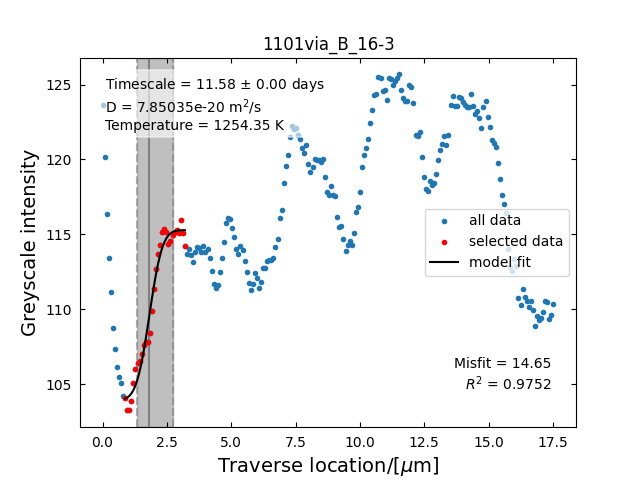 1101via_B_16-3
Timescale = 11.58 ± 0.00 days
D = 7.85035e-20 m²/s
Temperature = 1254.35 K
125
120
115
110
105
Greyscale intensity
all data
selected data
model fit
Misfit = 14.65
R² = 0.9752
0.0 2.5 5.0 7.5 10.0 12.5 15.0 17.5
Traverse location/[μm]